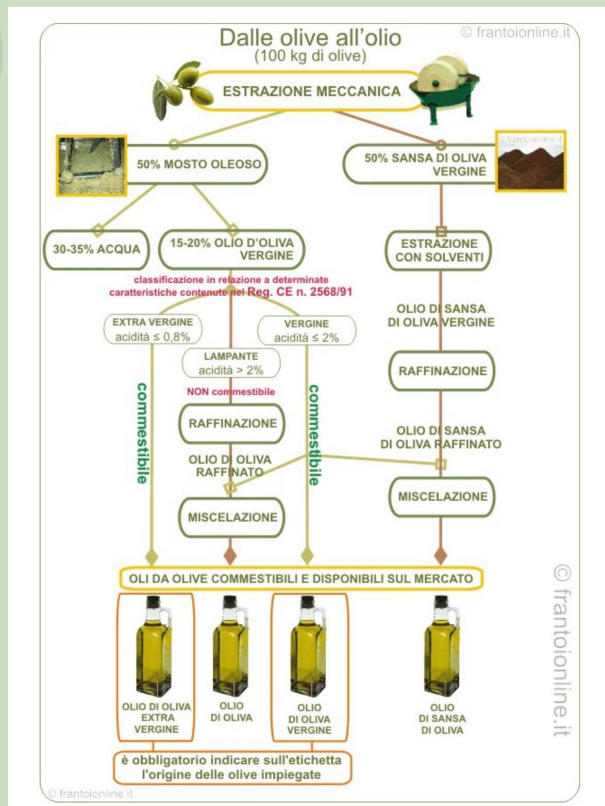 © frantoionline.it
Dalle olive all'olio
(100 kg di olive)
ESTRAZIONE MECCANICA
© frantoionline.it
50% MOSTO OLEOSO
50% SANSA DI OLIVA
VERGINE
30-35% ACQUA
15-20% OLIO D'OLIVA
VERGINE
ESTRAZIONE
CON SOLVENTI
classificazione in relazione a determinate
caratteristiche contenute nel Reg. CE n. 2568/91
OLIO DI SANSA
DI OLIVA VERGINE
EXTRA VERGINE
acidità ≤ 0,8%
VERGINE
acidità ≤ 2%
LAMPANTE
acidità > 2%
NON commestibile
commestibile
commestibile
RAFFINAZIONE
RAFFINAZIONE
OLIO DI OLIVA
RAFFINATO
OLIO DI SANSA
DI OLIVA RAFFINATO
MISCELAZIONE
MISCELAZIONE
OLI DA OLIVE COMMESTIBILI E DISPONIBILI SUL MERCATO
OLIO DI OLIVA
EXTRA
VERGINE
OLIO
DI OLIVA
OLIO
DI OLIVA
VERGINE
OLIO
DI SANSA
DI OLIVA
è obbligatorio indicare sull'etichetta
l'origine delle olive impiegate
© frantoionline.it
© frantoionline.it